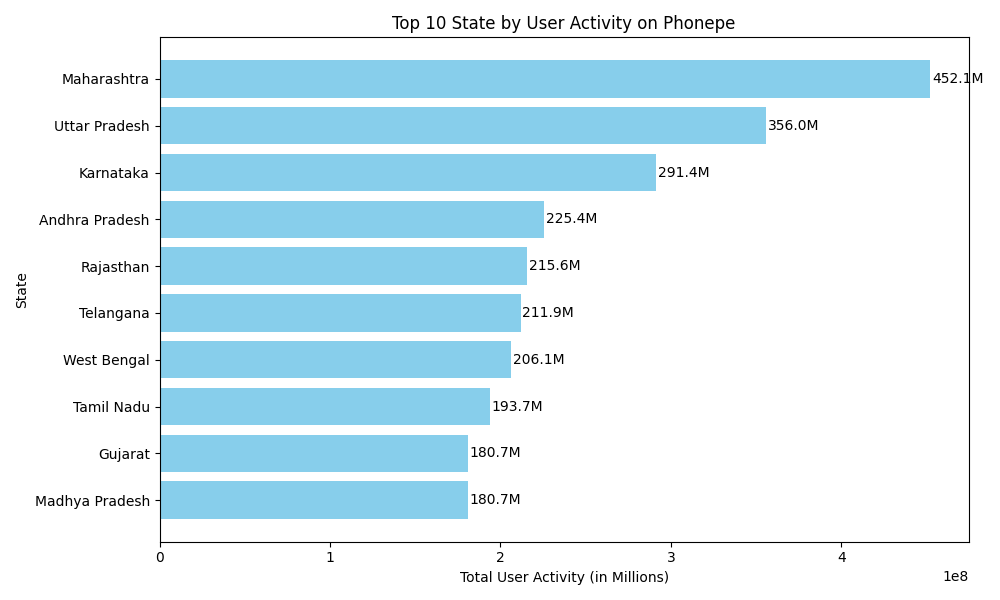 Top 10 State by User Activity on Phonepe
State
Maharashtra 452.1M
Uttar Pradesh 356.0M
Karnataka 291.4M
Andhra Pradesh 225.4M
Rajasthan 215.6M
Telangana 211.9M
West Bengal 206.1M
Tamil Nadu 193.7M
Gujarat 180.7M
Madhya Pradesh 180.7M
0 1 2 3 4
1e8
Total User Activity (in Millions)